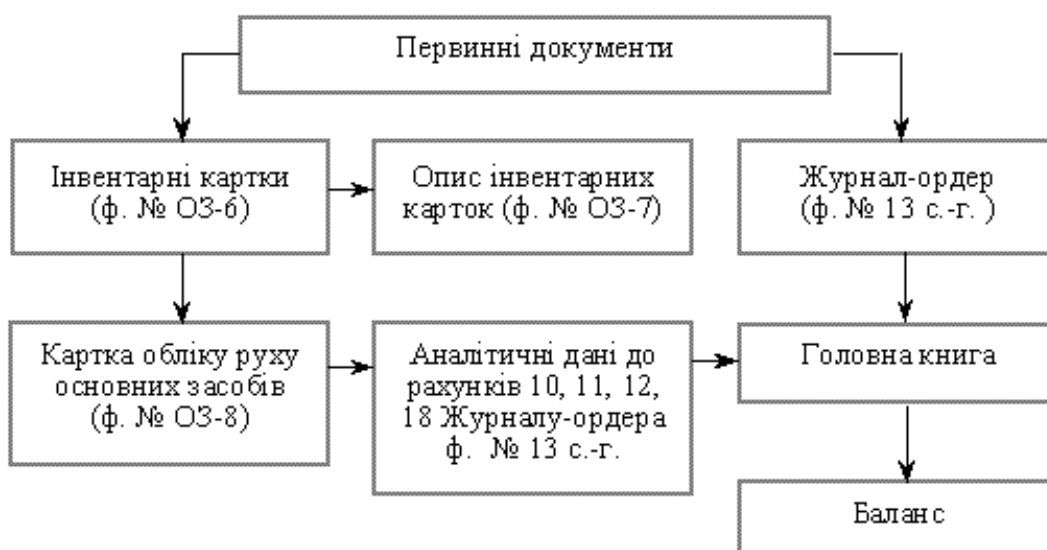 Первинні документи
Інвентарні картки
(ф. № ОЗ-6)
Опис інвентарних
карток (ф. № ОЗ-7)
Журнал-ордер
(ф. № 13 с.-г. )
Картка обліку руху
основних засобів
(ф. № ОЗ-8)
Аналітичні дані до
рахунків 10, 11, 12,
18 Журналу-ордера
ф. № 13 с.-г.
Головна книга
Баланс